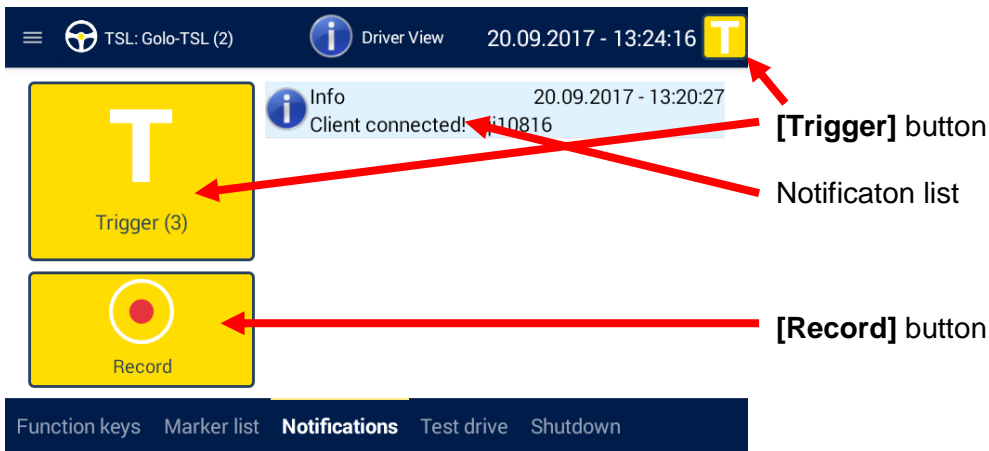 TSL: Golo-TSL (2)
i
Driver View
20.09.2017 - 13:24:16
T
T
Trigger (3)
i
Info 20.09.2017 - 13:20:27
Client connected! j10816
Record
[Trigger] button
Notificaton list
[Record] button
Function keys Marker list Notifications Test drive Shutdown